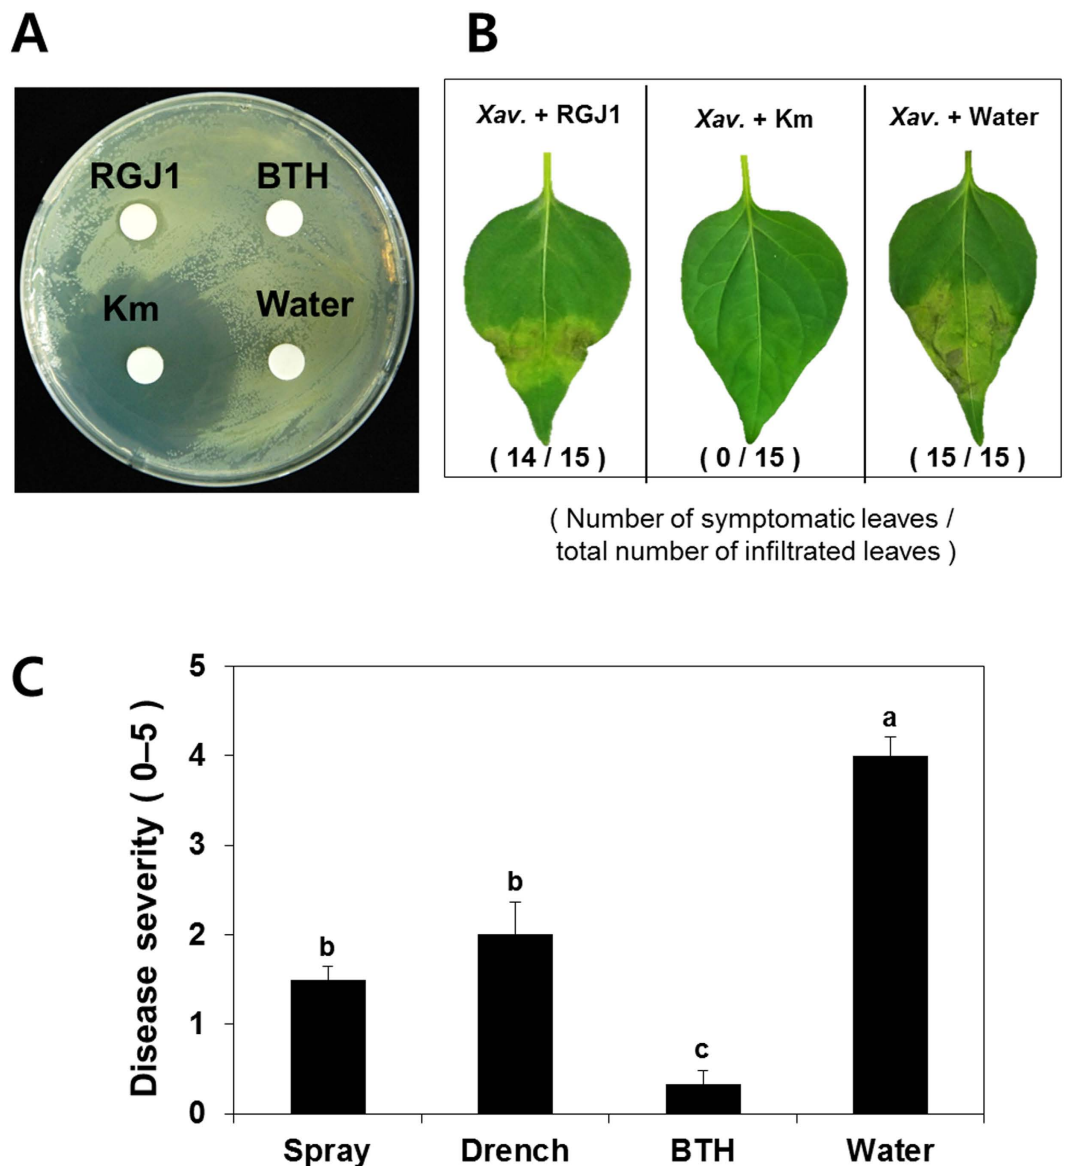 A
B
RGJ1
BTH
Km
Water
Xav. + RGJ1
Xav. + Km
Xav. + Water
( 14 / 15 )
( 0 / 15 )
( 15 / 15 )
( Number of symptomatic leaves /
total number of infiltrated leaves )
C
Disease severity ( 0–5 )
5
4
3
2
1
0
b
b
c
a
Spray
Drench
BTH
Water